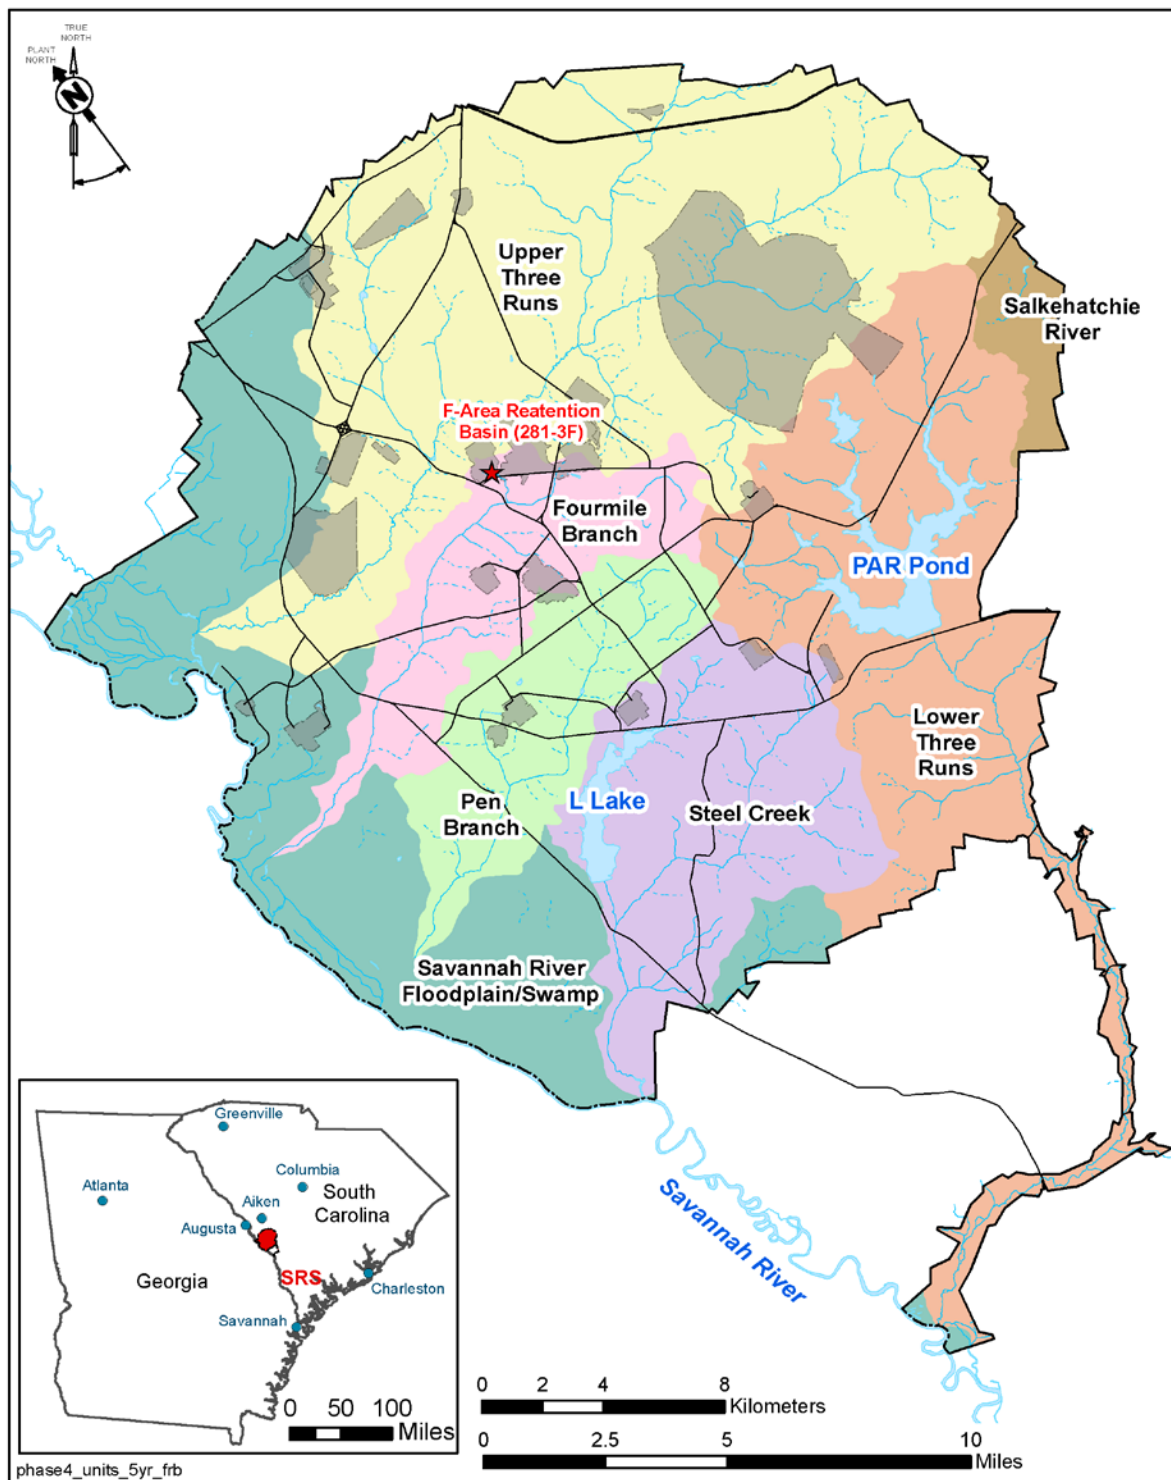 TRUE
NORTH
PLANT
NORTH
N
Upper
Three
Runs
Salkehatchie
River
F-Area Reatention
Basin (281-3F)
Fourmile
Branch
PAR Pond
Lower
Three
Runs
Pen
Branch
L Lake
Steel Creek
Savannah River
Floodplain/Swamp
Savannah River
Greenville
Columbia
Atlanta
Aiken
South
Carolina
Augusta
Georgia
SRS
Charleston
Savannah
0 50 100
Miles
0 2 4 8
Kilometers
0 2.5 5 10
Miles
phase4_units_5yr_frb